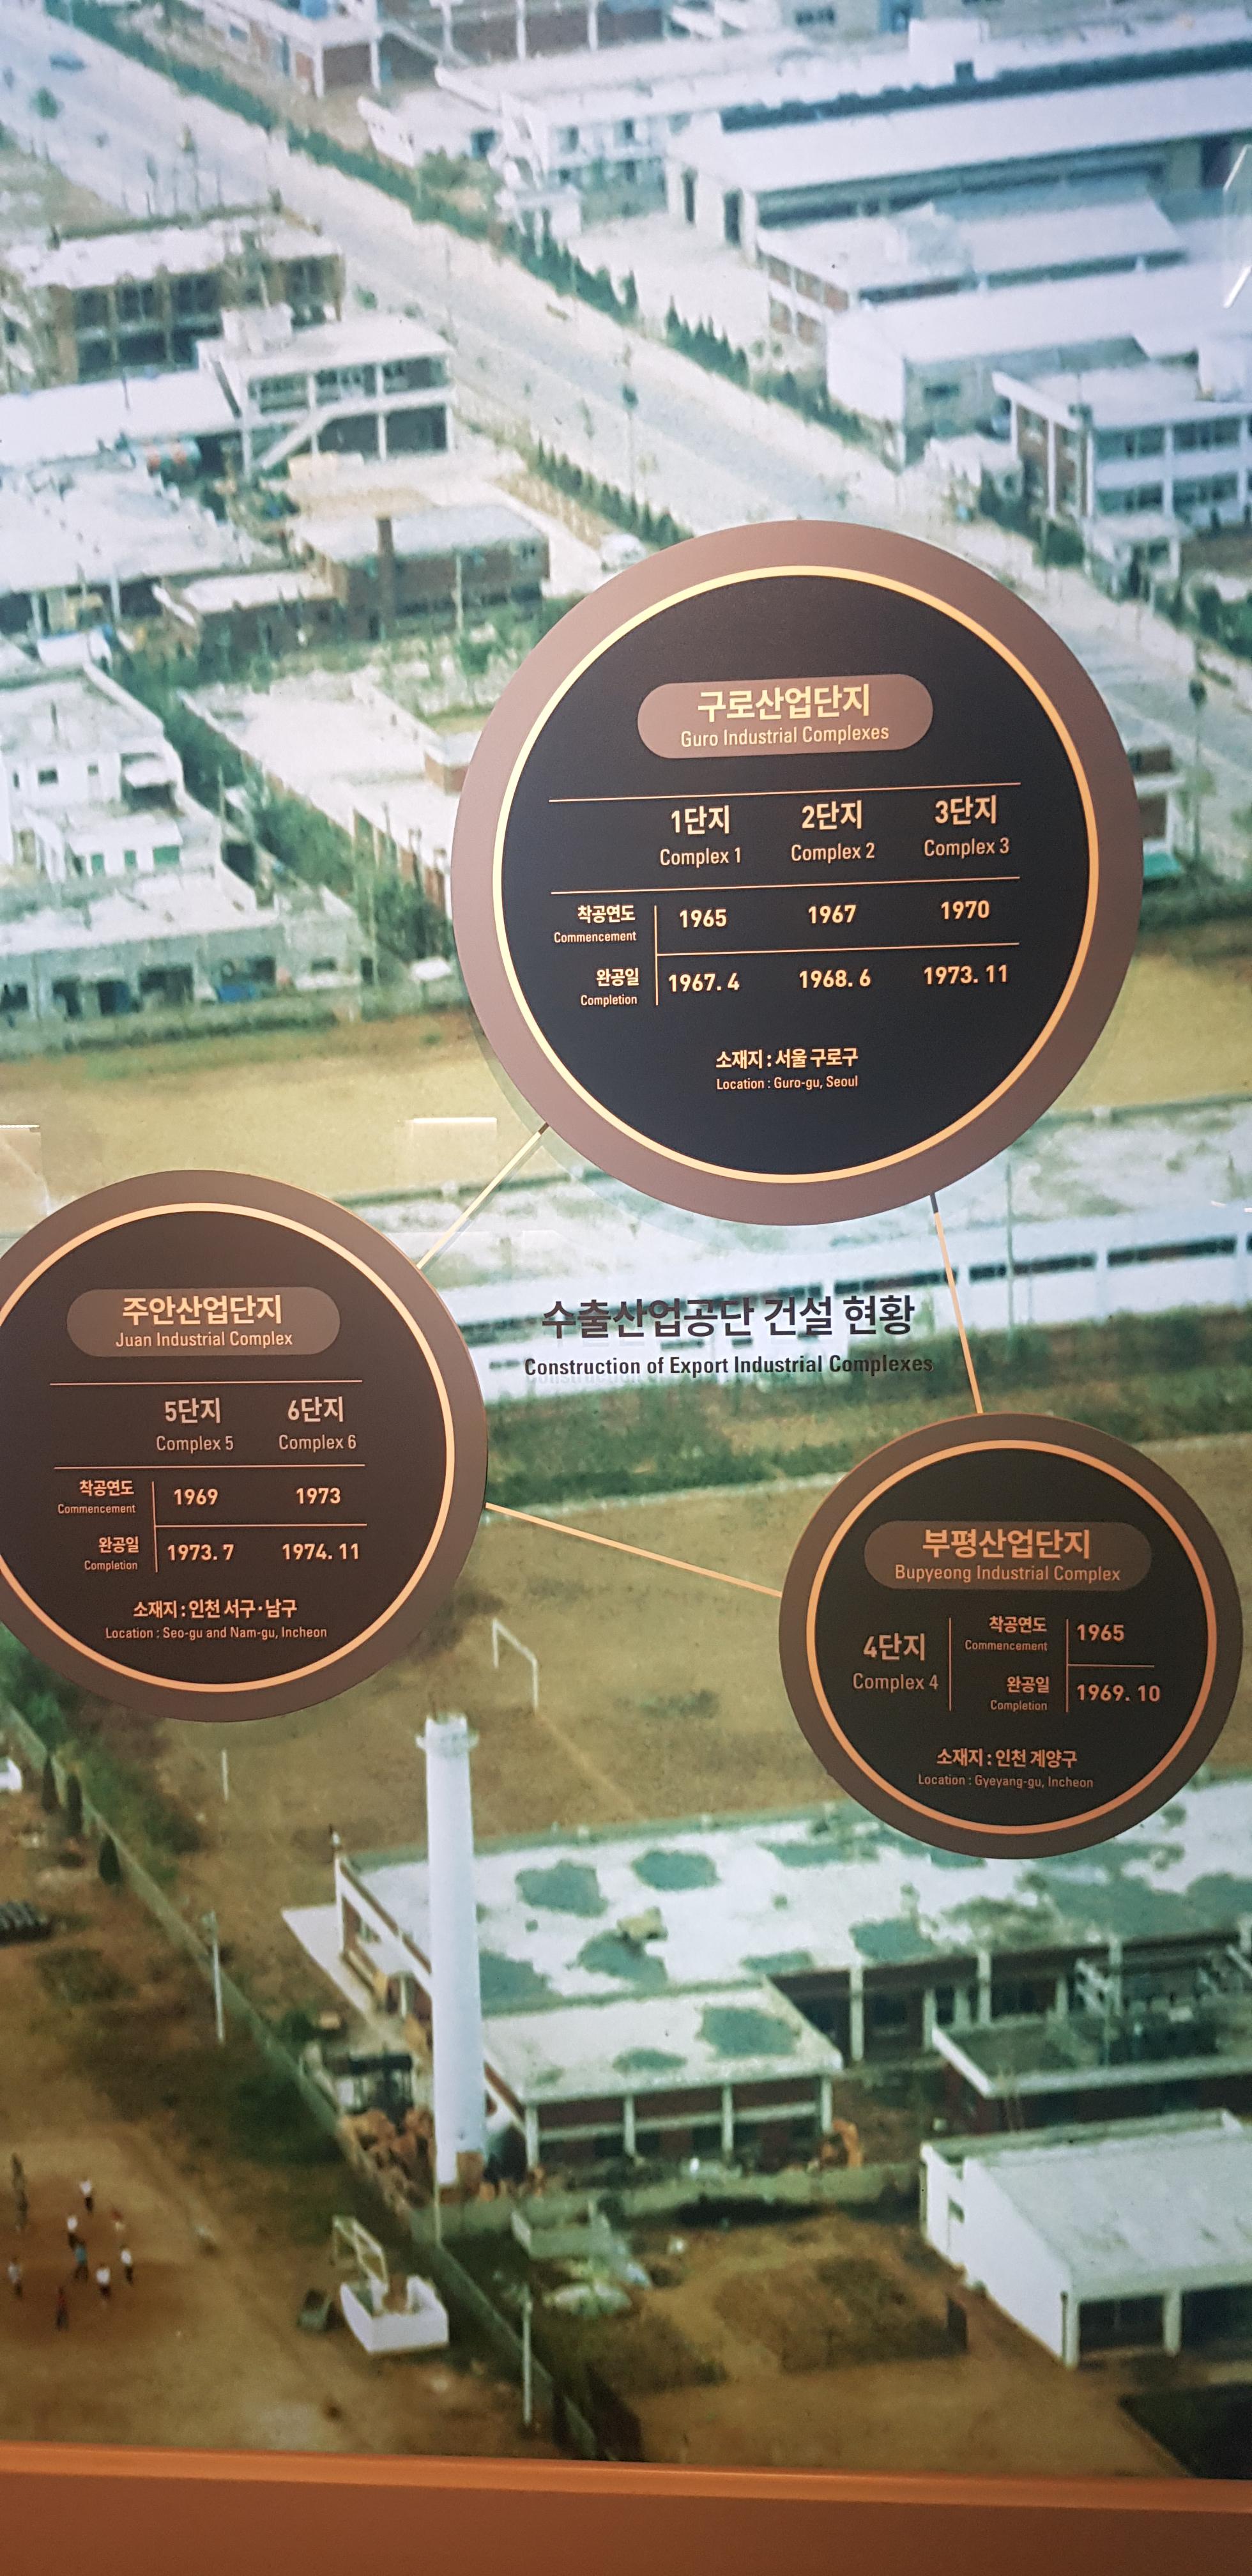 구로산업단지
Guro Industrial Complexes
1단지 2단지 3단지
Complex 1 Complex 2 Complex 3
착공연도 1965 1967 1970
Commencement
완공일 1967. 4 1968. 6 1973. 11
Completion
소재지 : 서울 구로구
Location : Guro-gu, Seoul
수출산업공단 건설 현황
Construction of Export Industrial Complexes
주안산업단지
Juan Industrial Complex
5단지 6단지
Complex 5 Complex 6
착공연도 1969 1973
Commencement
완공일 1973. 7 1974. 11
Completion
소재지 : 인천 서구·남구
Location : Seo-gu and Nam-gu, Incheon
부평산업단지
Bupyeong Industrial Complex
4단지
Complex 4
착공연도 1965
Commencement
완공일 1969. 10
Completion
소재지 : 인천 계양구
Location : Gyeyang-gu, Incheon